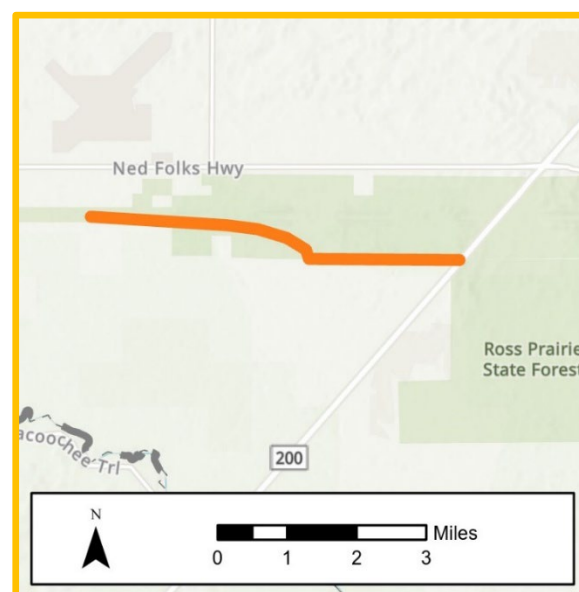 Ned Folks Hwy
Ross Prairie
State Forest
acoochee Trl
200
N
Miles
0 1 2 3